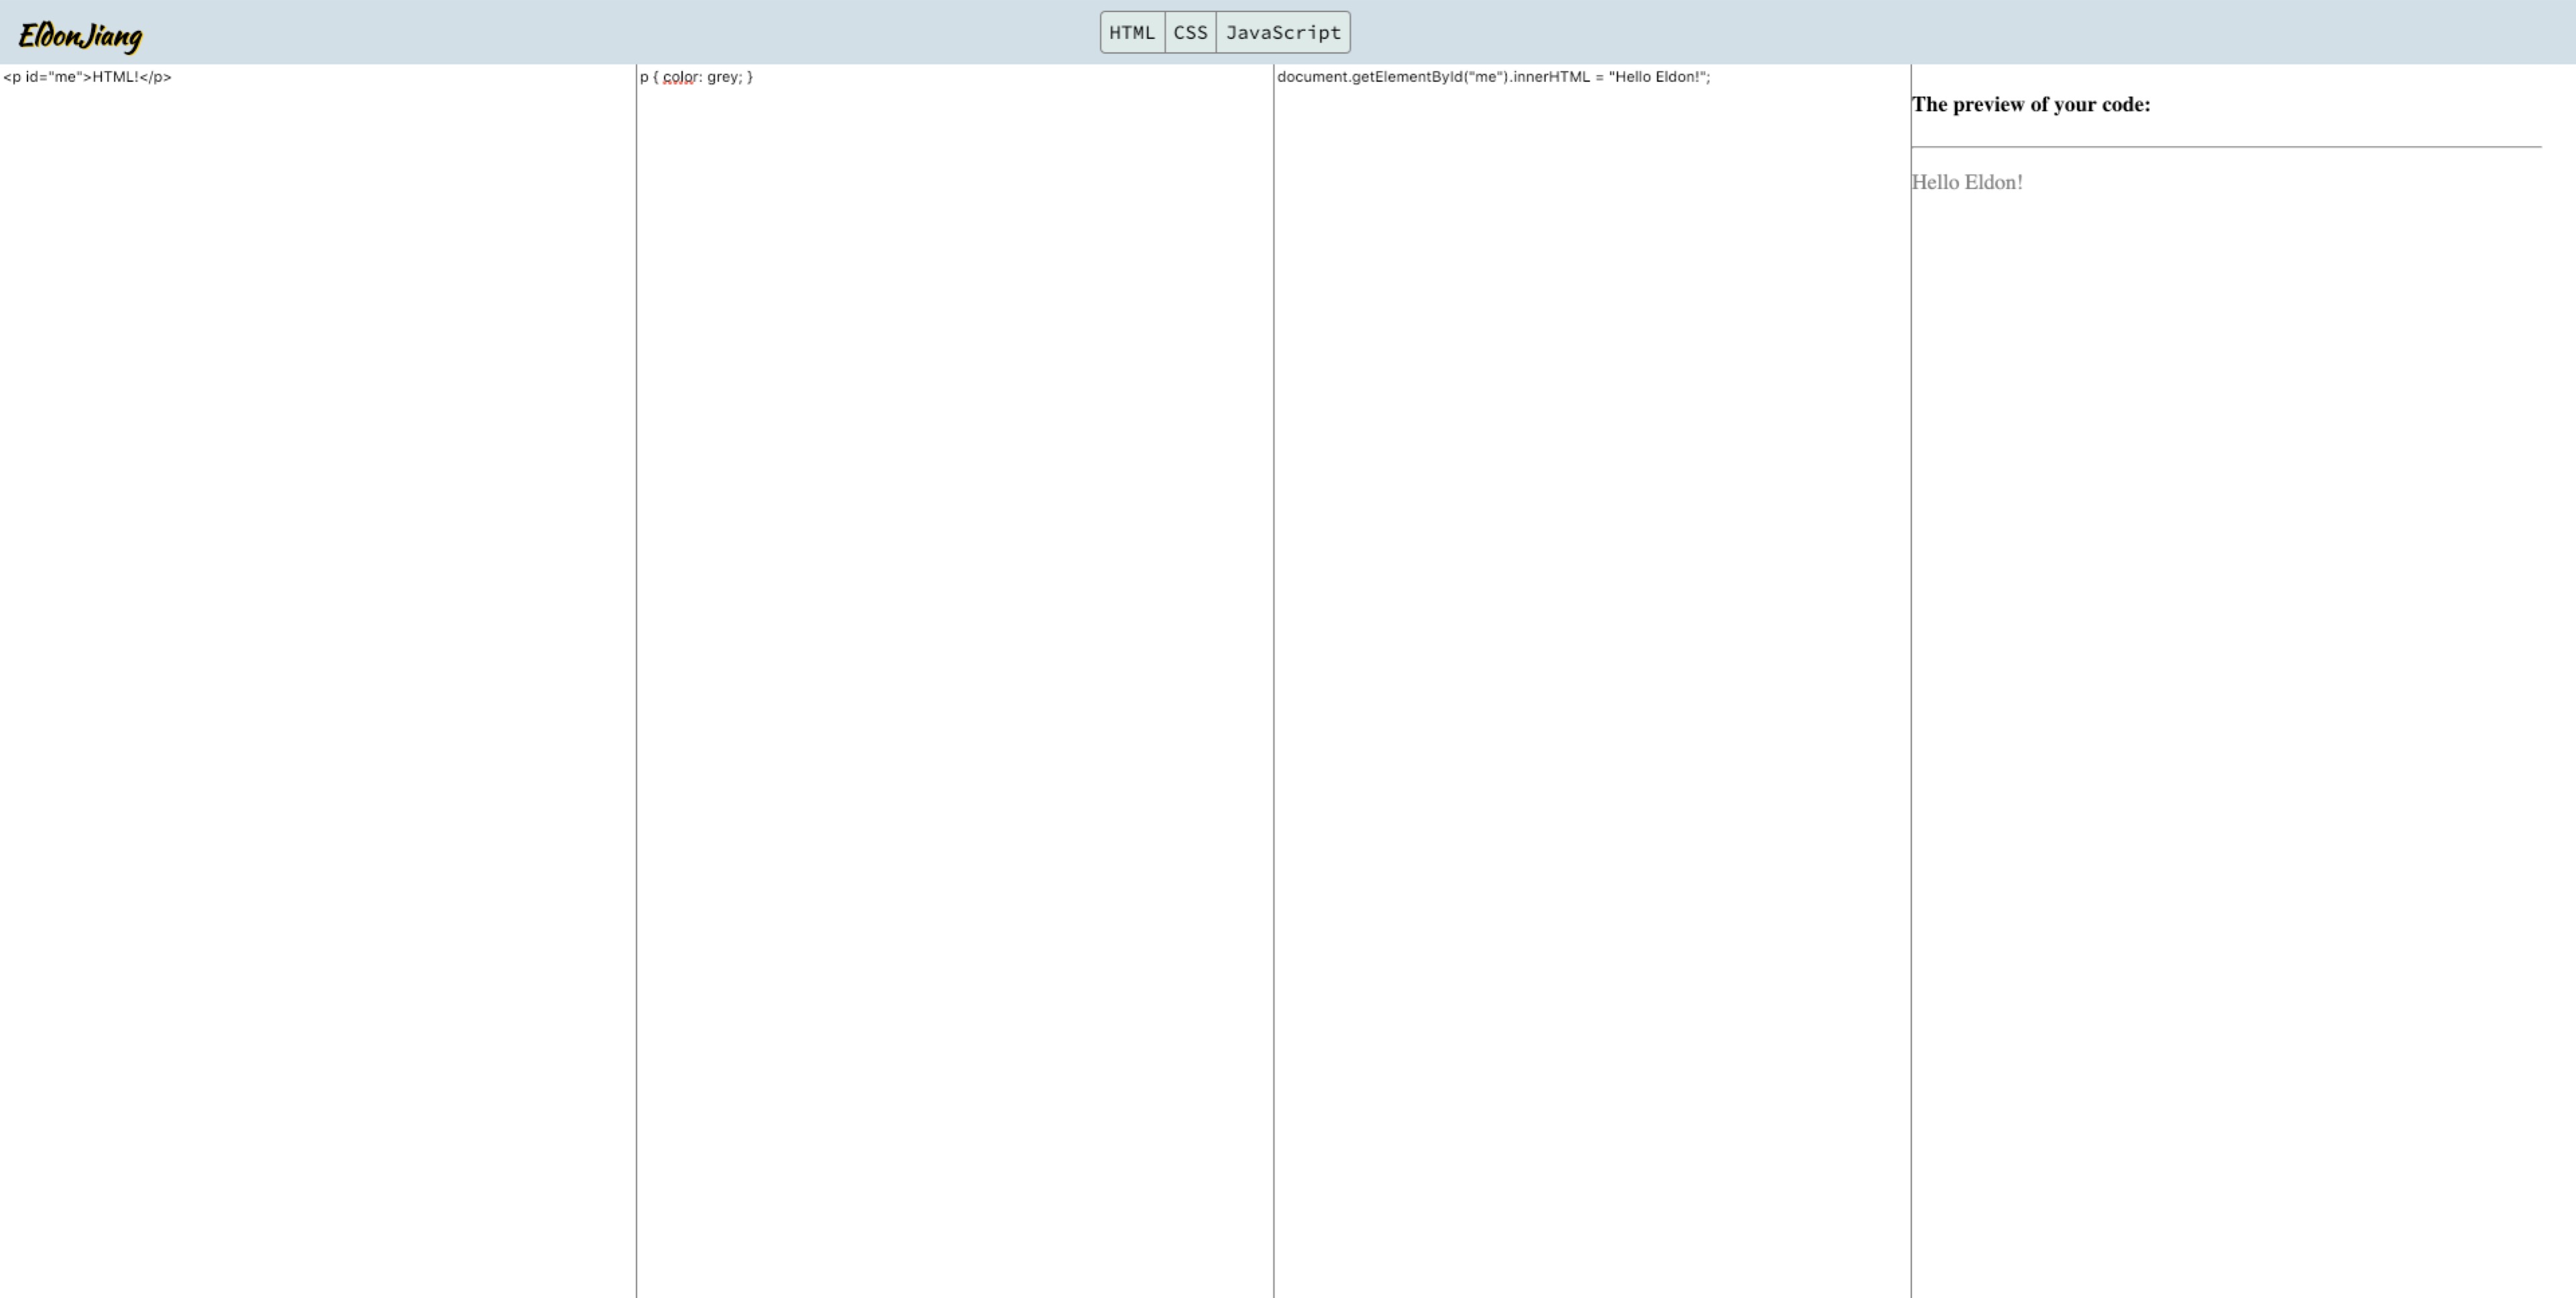 EldonJiang
HTML CSS JavaScript
<p id="me">HTML!</p>
p { color: grey; }
document.getElementById("me").innerHTML = "Hello Eldon!";
The preview of your code:
Hello Eldon!